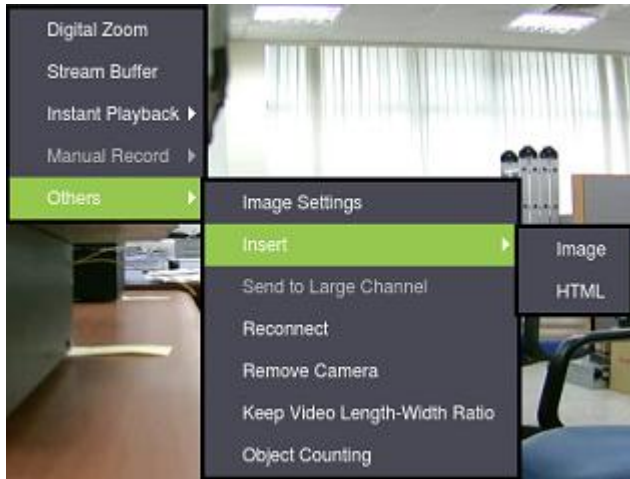 Digital Zoom
Stream Buffer
Instant Playback
Manual Record
Others
Image Settings
Insert
Send to Large Channel
Reconnect
Remove Camera
Keep Video Length-Width Ratio
Object Counting
Image
HTML